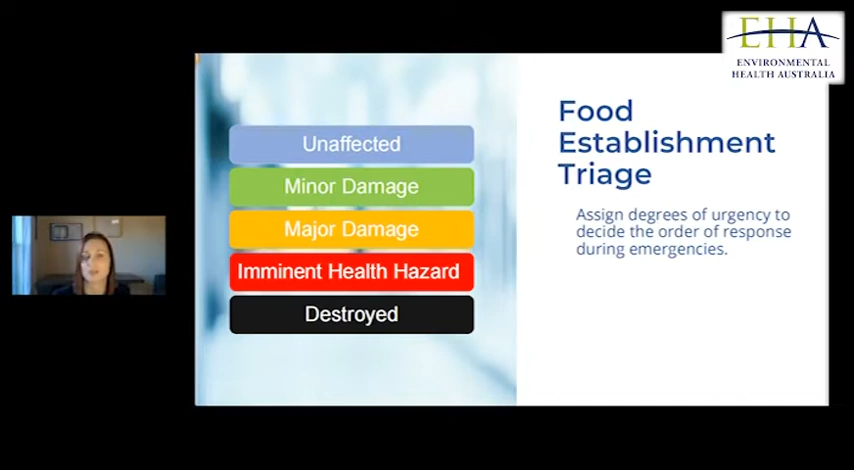 EHA
ENVIRONMENTAL
HEALTH AUSTRALIA
Food
Establishment
Triage
Assign degrees of urgency to
decide the order of response
during emergencies.
Unaffected
Minor Damage
Major Damage
Imminent Health Hazard
Destroyed